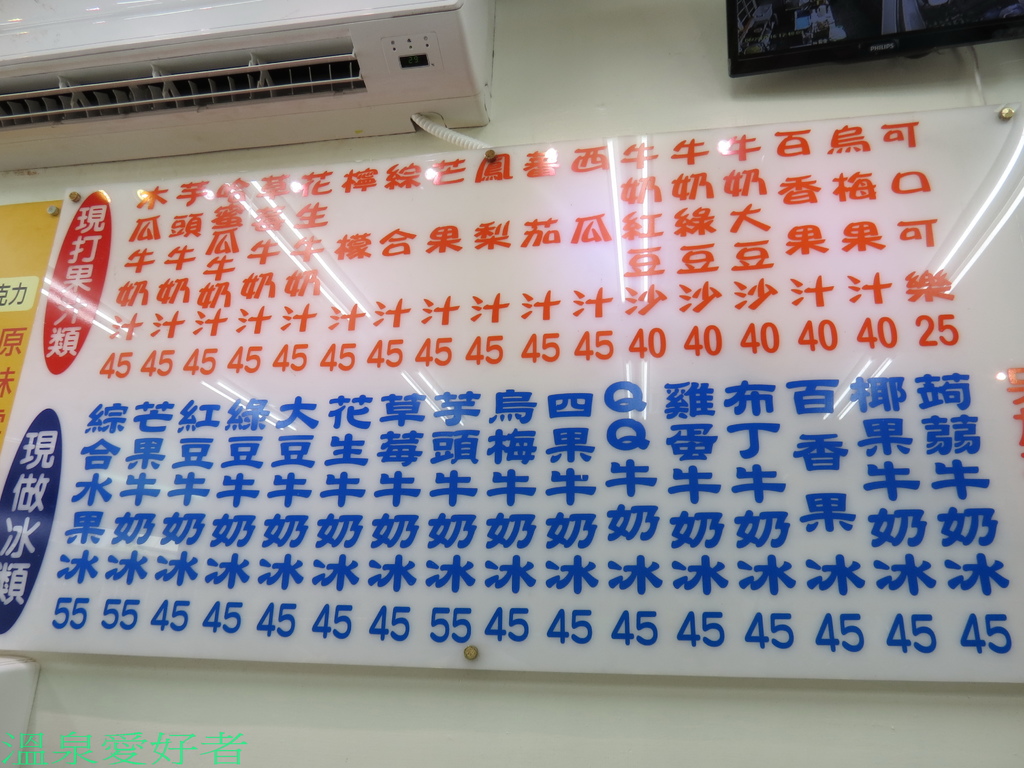 PHILIPS
克力
原
味
現打果汁類
木瓜牛奶汁 45
芋頭牛奶汁 45
哈蜜瓜牛奶汁 45
草莓牛奶汁 45
花生牛奶汁 45
檸檬汁 45
綜合汁 45
芒果汁 45
鳳梨汁 45
蕃茄汁 45
西瓜汁 45
牛奶紅豆沙 40
牛奶綠豆沙 40
牛奶大豆沙 40
百香果汁 40
烏梅果汁 40
可口可樂 25
現做冰類
綜合水果冰 55
芒果牛奶冰 55
紅豆牛奶冰 45
綠豆牛奶冰 45
大豆牛奶冰 45
花生牛奶冰 45
草莓牛奶冰 45
芋頭牛奶冰 55
烏梅牛奶冰 45
四果牛奶冰 45
QQ牛奶冰 45
雞蛋牛奶冰 45
布丁牛奶冰 45
百香果冰 45
椰果牛奶冰 45
蒟蒻牛奶冰 45
溫泉愛好者